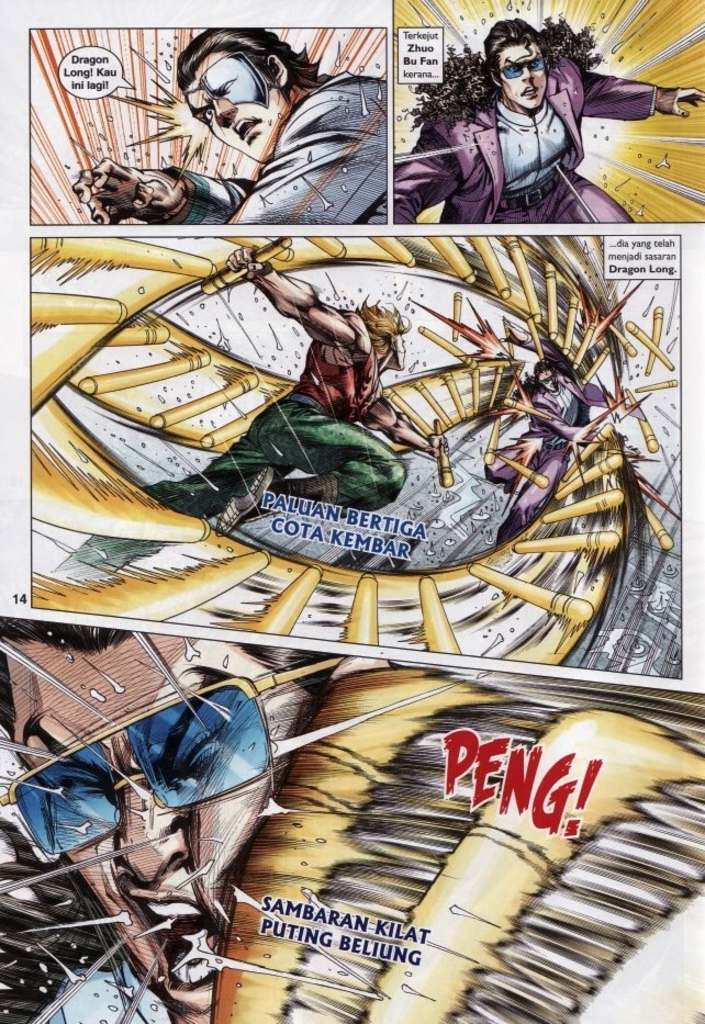 Dragon
Long! Kau
ini lagi!
Terkejut
Zhuo
Bu Fan
kerana...
...dia yang telah
menjadi sasaran
Dragon Long.
PALUAN BERTIGA
COTA KEMBAR
14
PENG!
SAMBARAN KILAT
PUTING BELIUNG